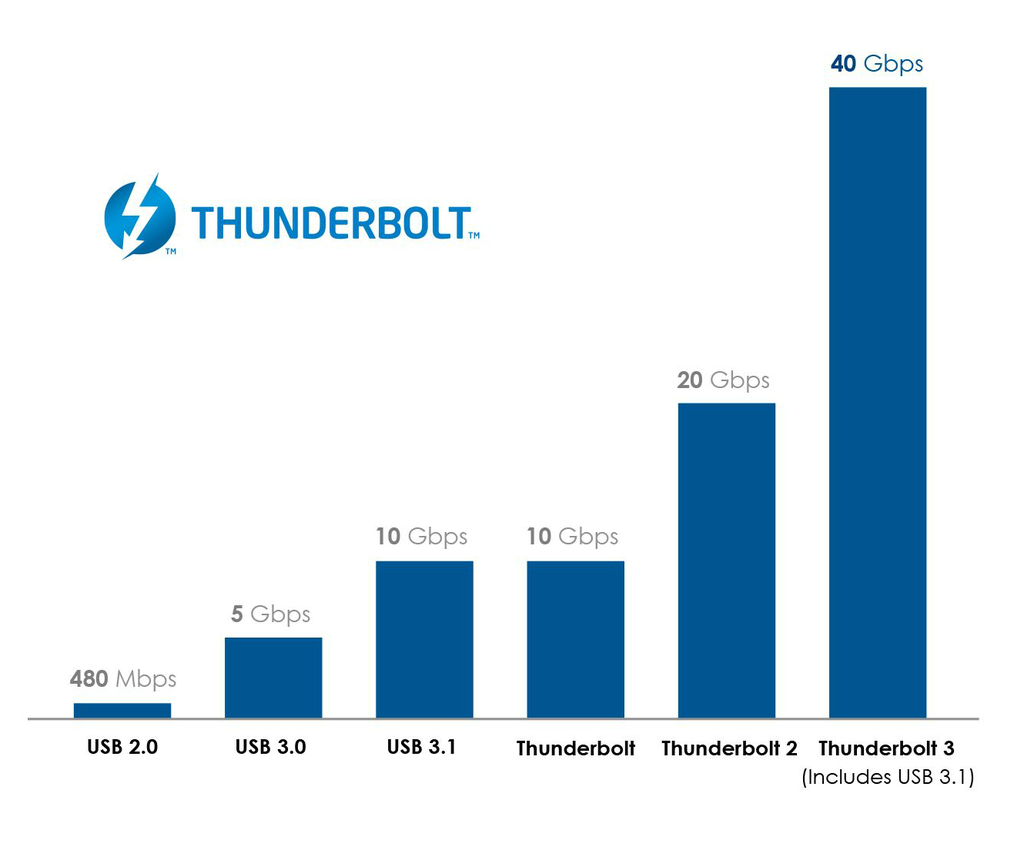 40 Gbps
THUNDERBOLT™
™
20 Gbps
10 Gbps
10 Gbps
5 Gbps
480 Mbps
USB 2.0
USB 3.0
USB 3.1
Thunderbolt
Thunderbolt 2
Thunderbolt 3
(Includes USB 3.1)